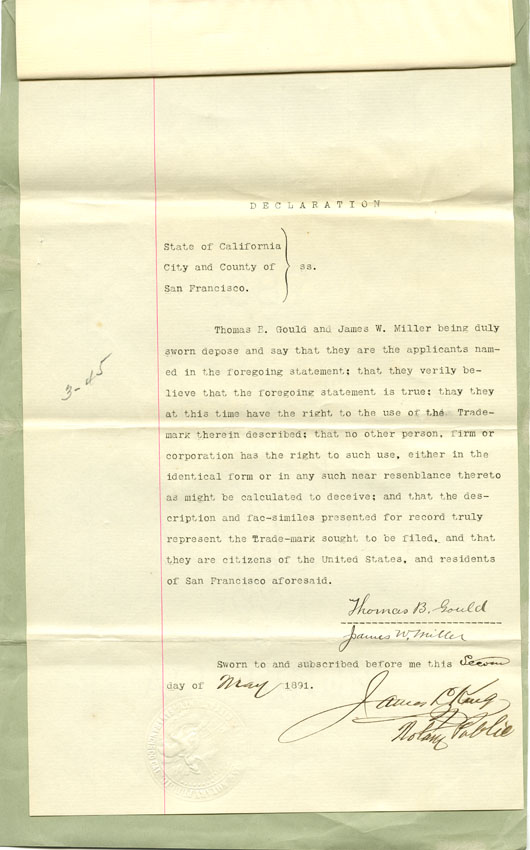 DECLARATION
State of California
City and County of } ss.
San Francisco.
Thomas B. Gould and James W. Miller being duly
sworn depose and say that they are the applicants nam-
ed in the foregoing statement; that they verily be-
lieve that the foregoing statement is true; thay they
at this time have the right to the use of the Trade-
mark therein described; that no other person, firm or
corporation has the right to such use, either in the
identical form or in any such near resenblance thereto
as might be calculated to deceive; and that the des-
cription and fac-similes presented for record truly
represent the Trade-mark sought to be filed, and that
they are citizens of the United States, and residents
of San Francisco aforesaid.
3-45
Thomas B. Gould
James W. Miller
Sworn to and subscribed before me this Second
day of May 1891.
James L. King
Notary Public